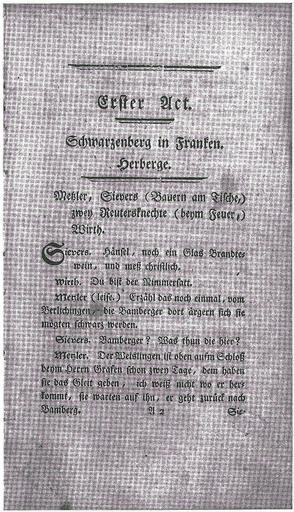 Erster Act.
Schwarzenberg in Franken.
Herberge.
Metzler, Sievers (Bauern am Tische,)
zwey Reutersknechte (beym Feuer,)
Wirth.
Sievers. Hänsel, noch ein Glas Brandte-
wein, und meß christlich.
Wirth. Du bist der Nimmersatt.
Metzler (leise.) Erzähl das noch einmal, vom
Berlichingen, die Bamberger dort ärgern sich sie
mögten schwarz werden.
Sievers. Bamberger? Was thun die hier?
Metzler. Der Weislingen ist oben aufm Schloß
beym Herrn Grafen schon zwey Tage, dem haben
sie das Gleit geben, ich weiß nicht wo er her-
kommt, sie warten auf ihn, er geht zurück nach
Bamberg.
A 2
Sie-